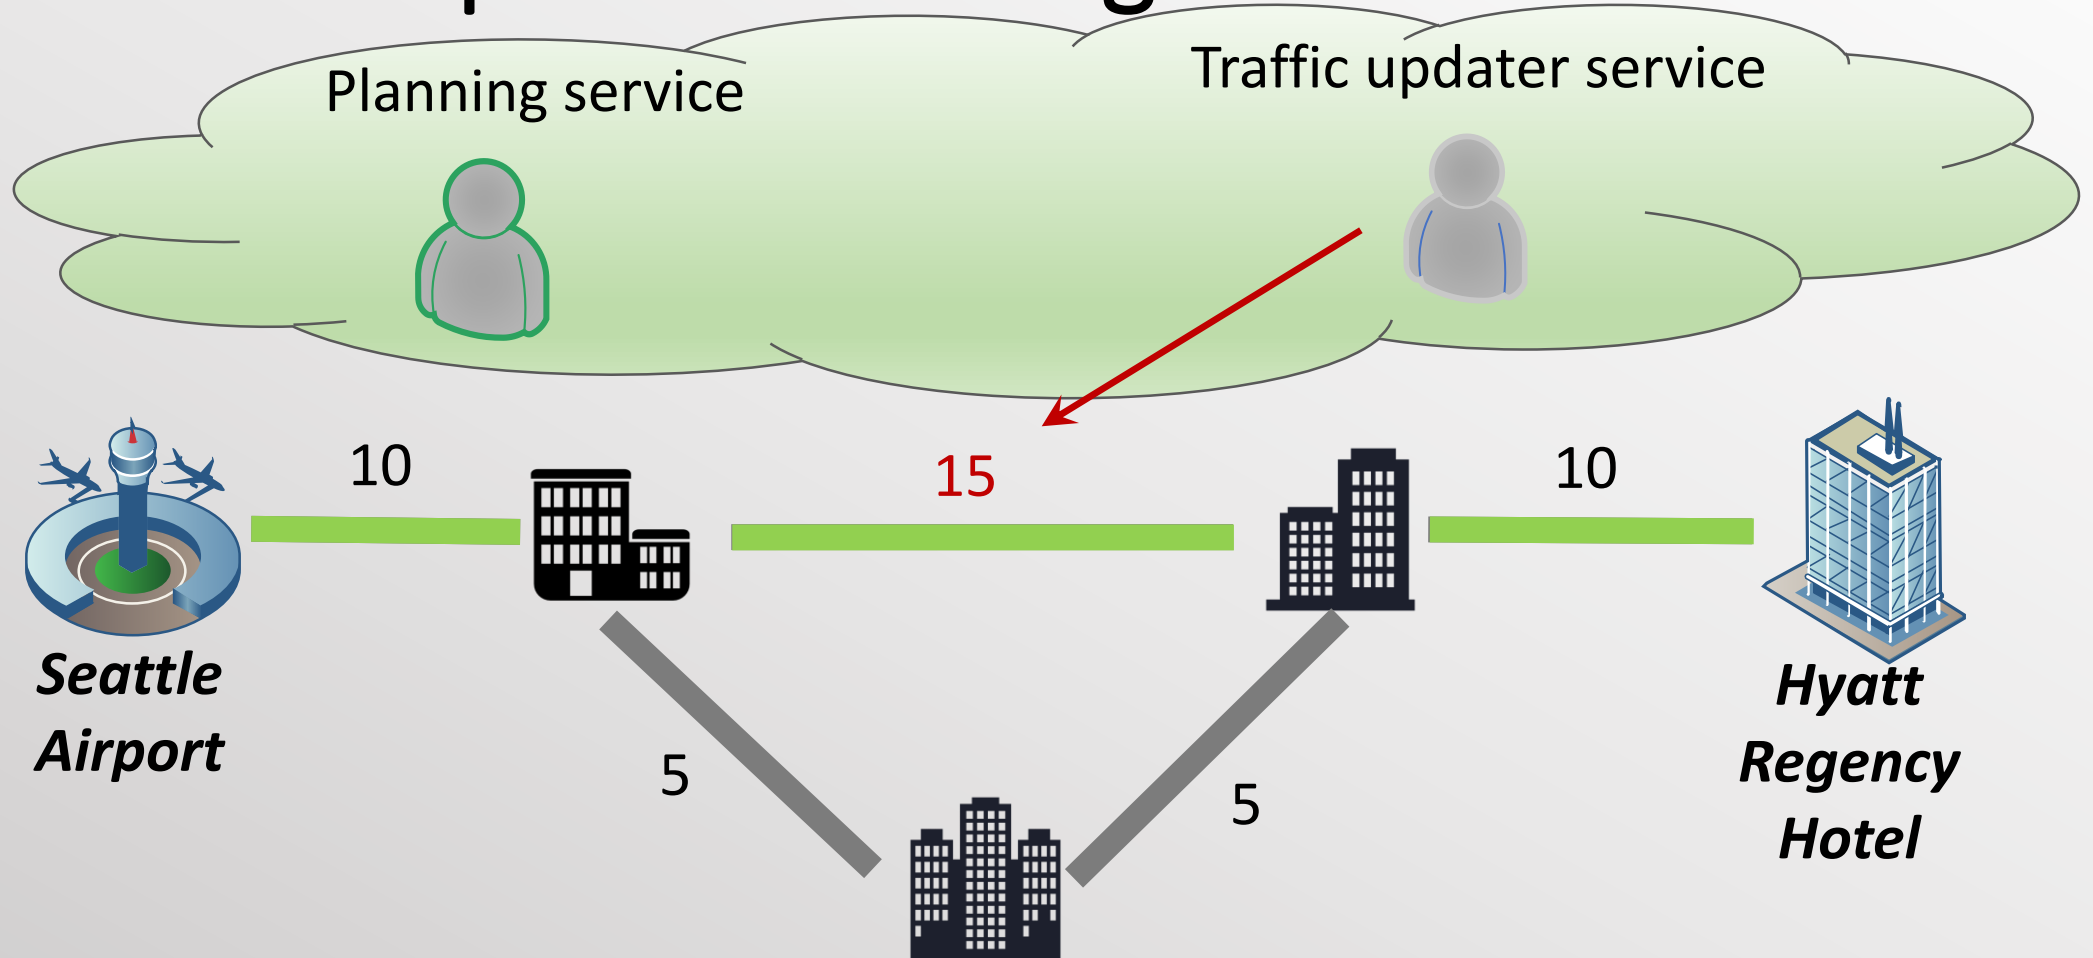 Planning service
Traffic updater service
10
15
10
Seattle
Airport
Hyatt
Regency
Hotel
5
5